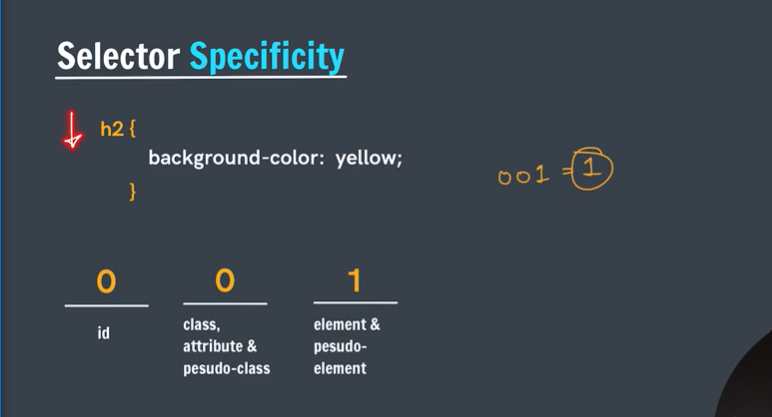 Selector Specificity
h2 {
background-color: yellow;
}
001 = 1
0 0 1
id
class,
attribute &
pesudo-class
element &
pesudo-
element